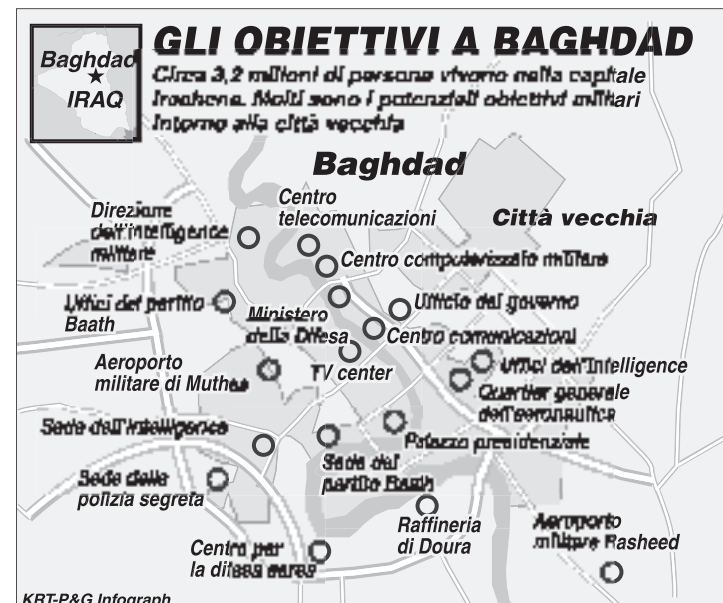 GLI OBIETTIVI A BAGHDAD
Baghdad
IRAQ
Circa 3,2 milioni di persone vivono nella capitale
irachena. Molti sono i potenziali obiettivi militari
intorno alla città vecchia
Baghdad
Città vecchia
Direzione
dell'intelligence
militare
Centro
telecomunicazioni
Centro computerizzato militare
Uffici del partito
Baath
Ministero
della Difesa
Ufficio del governo
Centro comunicazioni
Aeroporto
militare di Muthea
TV center
Uffici dell'Intelligence
Quartier generale
dell'aeronautica
Sede dell'intelligence
Palazzo presidenziale
Sede del
partito Baath
Sede della
polizia segreta
Raffineria
di Doura
Aeroporto
militare Rasheed
Centro per
la difesa aerea
KRT-P&G Infograph